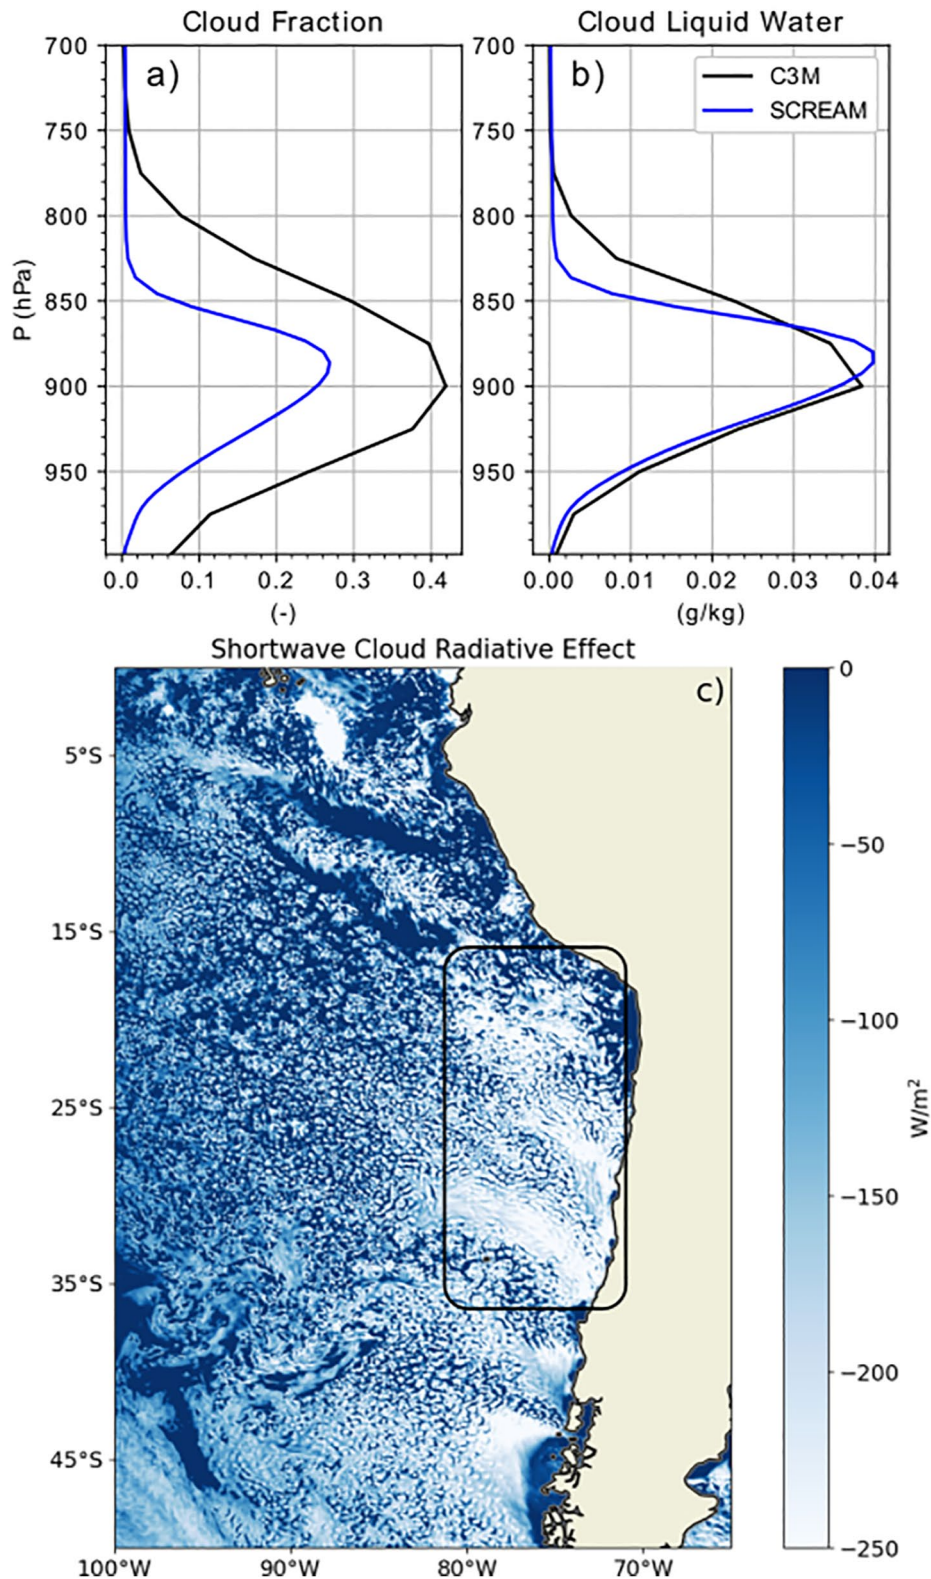 Cloud Fraction
Cloud Liquid Water
a)
b)
C3M
SCREAM
700
750
800
850
900
950
P (hPa)
0.0 0.1 0.2 0.3 0.4
(-)
700
750
800
850
900
950
0.00 0.01 0.02 0.03 0.04
(g/kg)
Shortwave Cloud Radiative Effect
c)
5°S
15°S
25°S
35°S
45°S
100°W 90°W 80°W 70°W
0
−50
−100
−150
−200
−250
W/m²